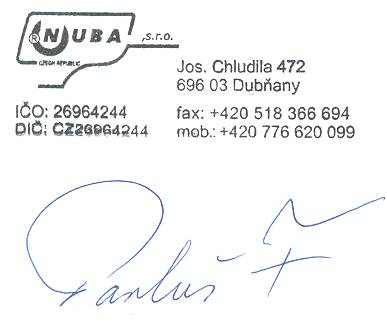 ® NUBA ,s.r.o.
CZECH REPUBLIC
Jos. Chludila 472
696 03 Dubňany
IČO: 26964244
DIČ: CZ26964244
fax: +420 518 366 694
mob.: +420 776 620 099